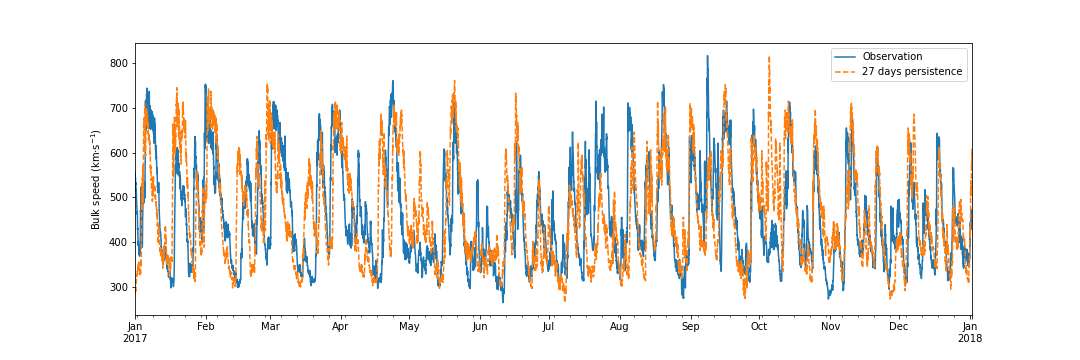 Observation
27 days persistence
Bulk speed (kms⁻¹)
800
700
600
500
400
300
Jan Feb Mar Apr May Jun Jul Aug Sep Oct Nov Dec Jan
2017 2018